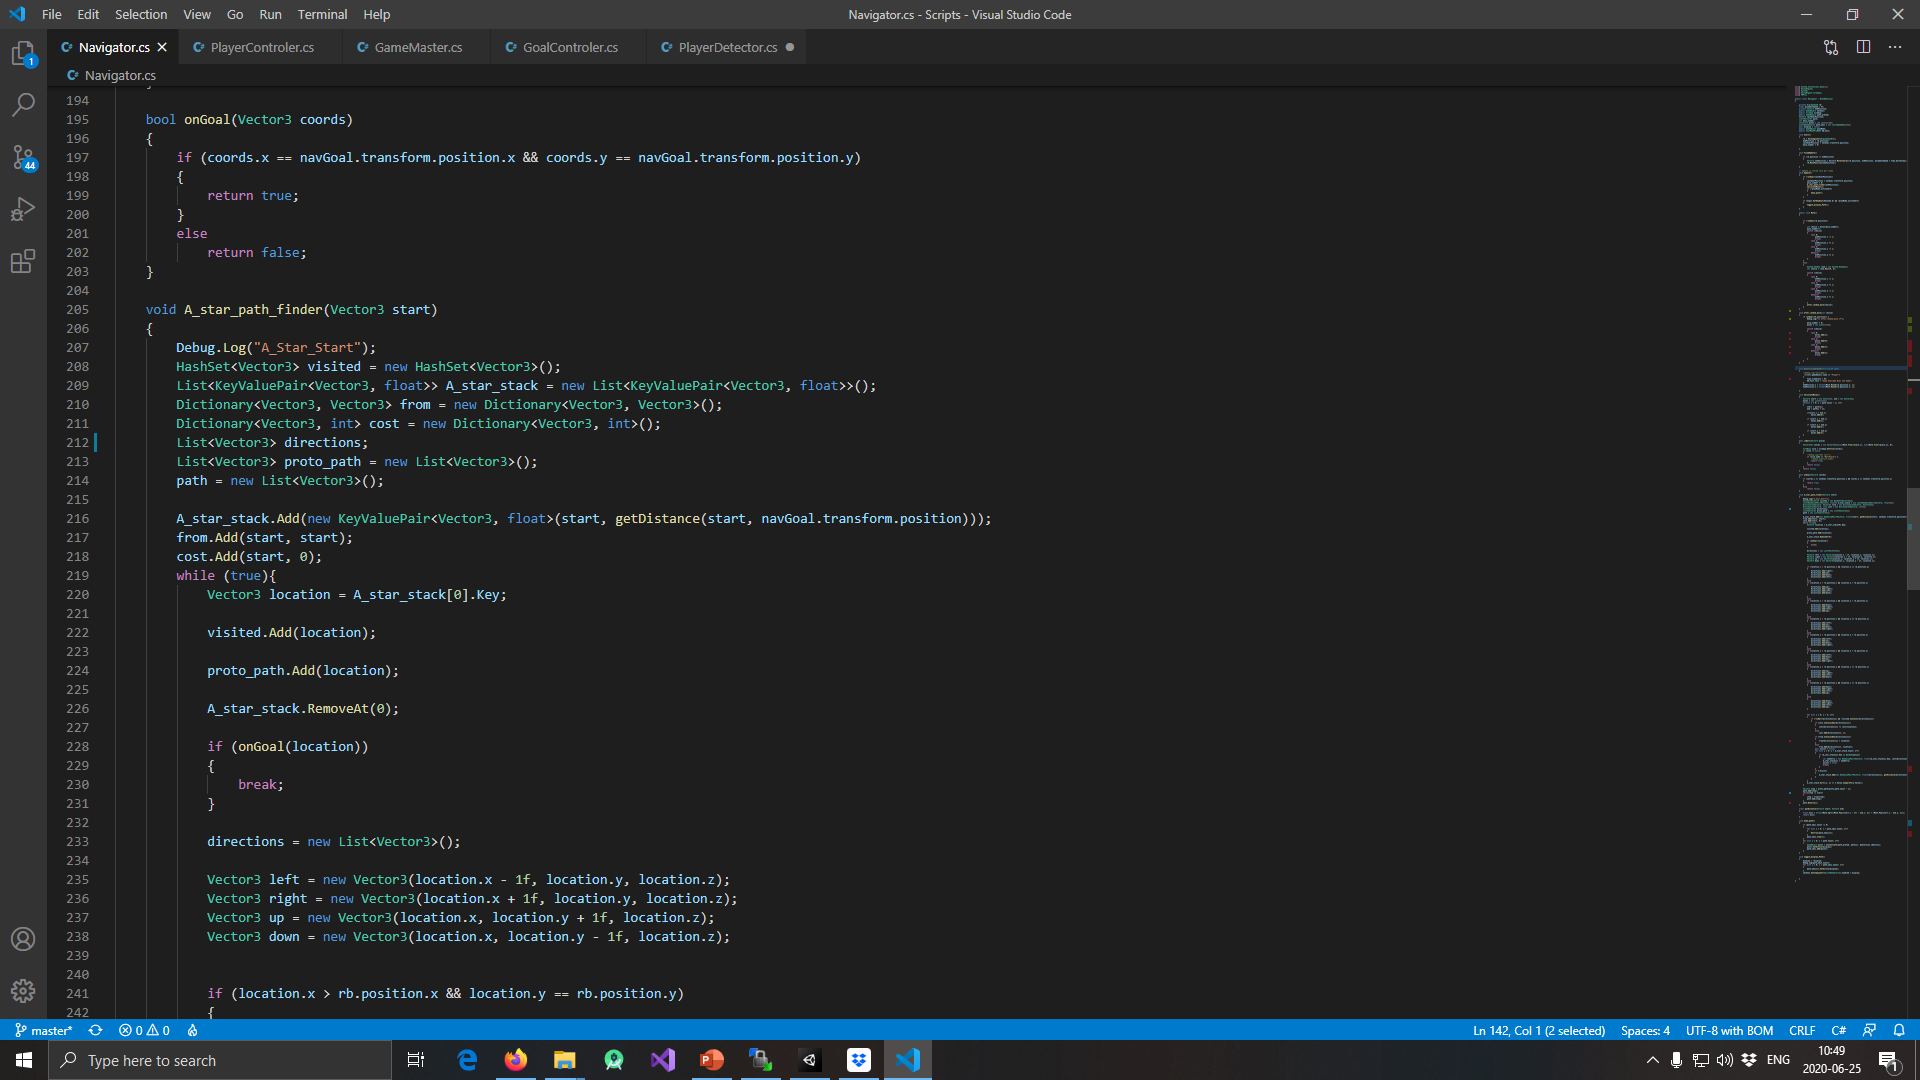 File Edit Selection View Go Run Terminal Help Navigator.cs - Scripts - Visual Studio Code
Navigator.cs PlayerControler.cs GameMaster.cs GoalControler.cs PlayerDetector.cs
Navigator.cs
194
195 bool onGoal(Vector3 coords)
196 {
197 if (coords.x == navGoal.transform.position.x && coords.y == navGoal.transform.position.y)
198 {
199 return true;
200 }
201 else
202 return false;
203 }
204
205 void A_star_path_finder(Vector3 start)
206 {
207 Debug.Log("A_Star_Start");
208 HashSet<Vector3> visited = new HashSet<Vector3>();
209 List<KeyValuePair<Vector3, float>> A_star_stack = new List<KeyValuePair<Vector3, float>>();
210 Dictionary<Vector3, Vector3> from = new Dictionary<Vector3, Vector3>();
211 Dictionary<Vector3, int> cost = new Dictionary<Vector3, int>();
212 List<Vector3> directions;
213 List<Vector3> proto_path = new List<Vector3>();
214 path = new List<Vector3>();
215
216 A_star_stack.Add(new KeyValuePair<Vector3, float>(start, getDistance(start, navGoal.transform.position)));
217 from.Add(start, start);
218 cost.Add(start, 0);
219 while (true){
220 Vector3 location = A_star_stack[0].Key;
221
222 visited.Add(location);
223
224 proto_path.Add(location);
225
226 A_star_stack.RemoveAt(0);
227
228 if (onGoal(location))
229 {
230 break;
231 }
232
233 directions = new List<Vector3>();
234
235 Vector3 left = new Vector3(location.x - 1f, location.y, location.z);
236 Vector3 right = new Vector3(location.x + 1f, location.y, location.z);
237 Vector3 up = new Vector3(location.x, location.y + 1f, location.z);
238 Vector3 down = new Vector3(location.x, location.y - 1f, location.z);
239
240
241 if (location.x > rb.position.x && location.y == rb.position.y)
242 {
1
44
master* 0 0 Ln 142, Col 1 (2 selected) Spaces: 4 UTF-8 with BOM CRLF C#
Type here to search ENG 10:49
2020-06-25 1